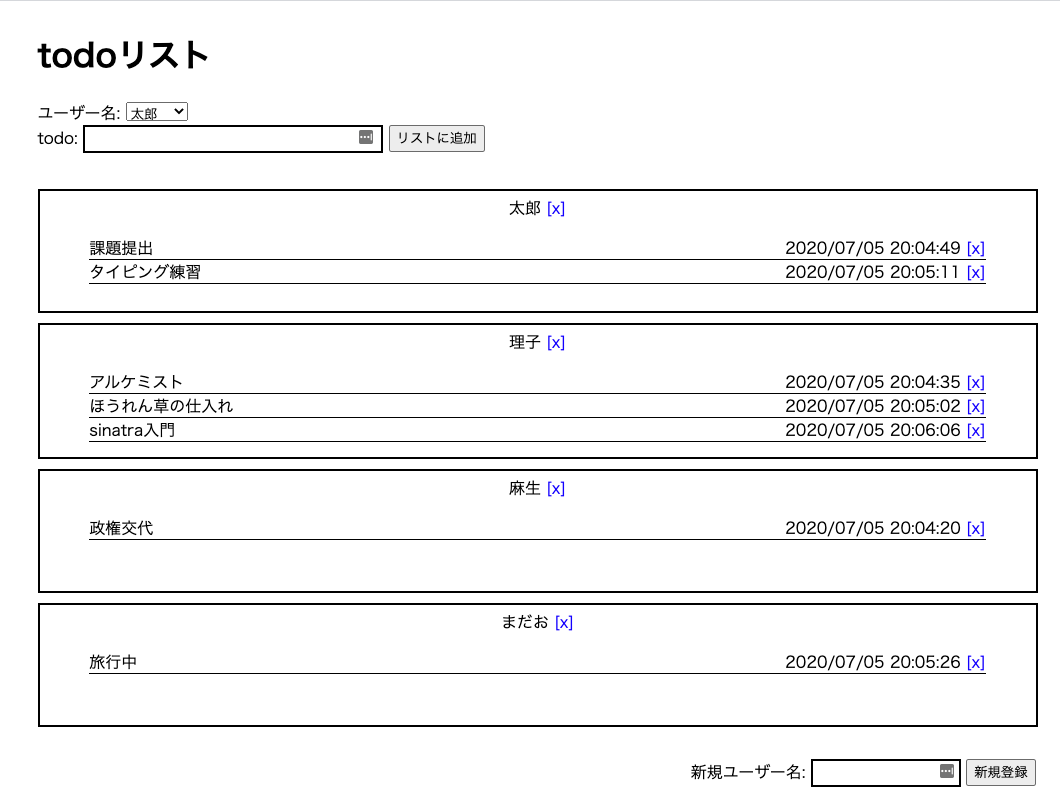 todoリスト
ユーザー名: 太郎
todo: リストに追加
太郎 [x]
課題提出 2020/07/05 20:04:49 [x]
タイピング練習 2020/07/05 20:05:11 [x]
理子 [x]
アルケミスト 2020/07/05 20:04:35 [x]
ほうれん草の仕入れ 2020/07/05 20:05:02 [x]
sinatra入門 2020/07/05 20:06:06 [x]
麻生 [x]
政権交代 2020/07/05 20:04:20 [x]
まだお [x]
旅行中 2020/07/05 20:05:26 [x]
新規ユーザー名: 新規登録